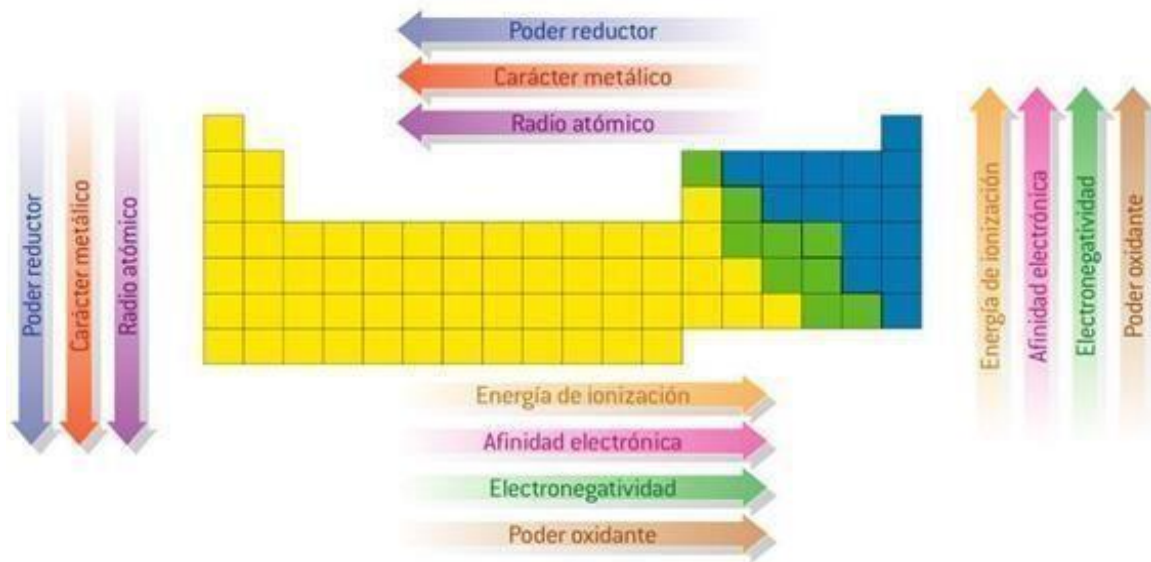 Poder reductor
Carácter metálico
Radio atómico
Poder reductor
Carácter metálico
Radio atómico
Energía de ionización
Afinidad electrónica
Electronegatividad
Poder oxidante
Energía de ionización
Afinidad electrónica
Electronegatividad
Poder oxidante